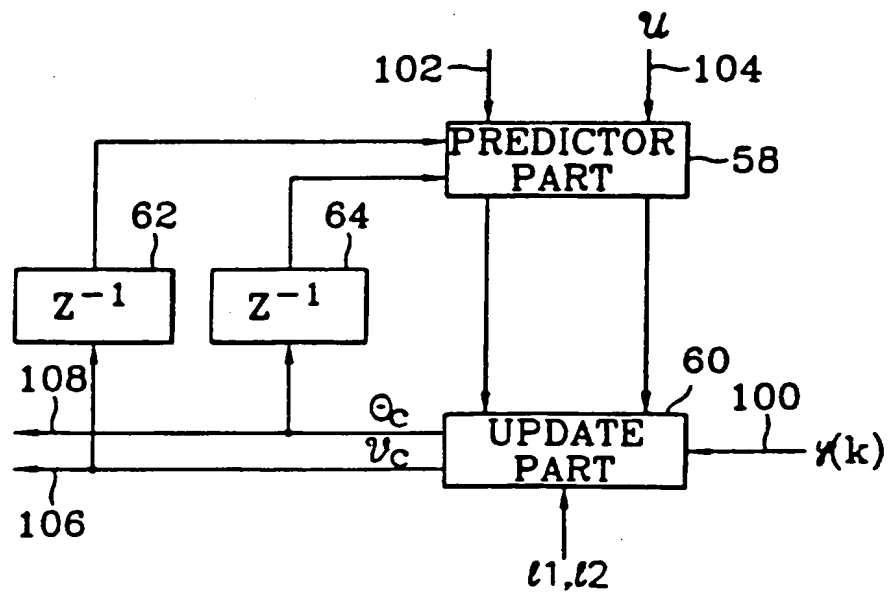 u
102
104
PREDICTOR
PART
58
62
64
Z⁻¹
Z⁻¹
60
108
Θc
100
UPDATE
PART
y(k)
vc
106
ℓ1,ℓ2